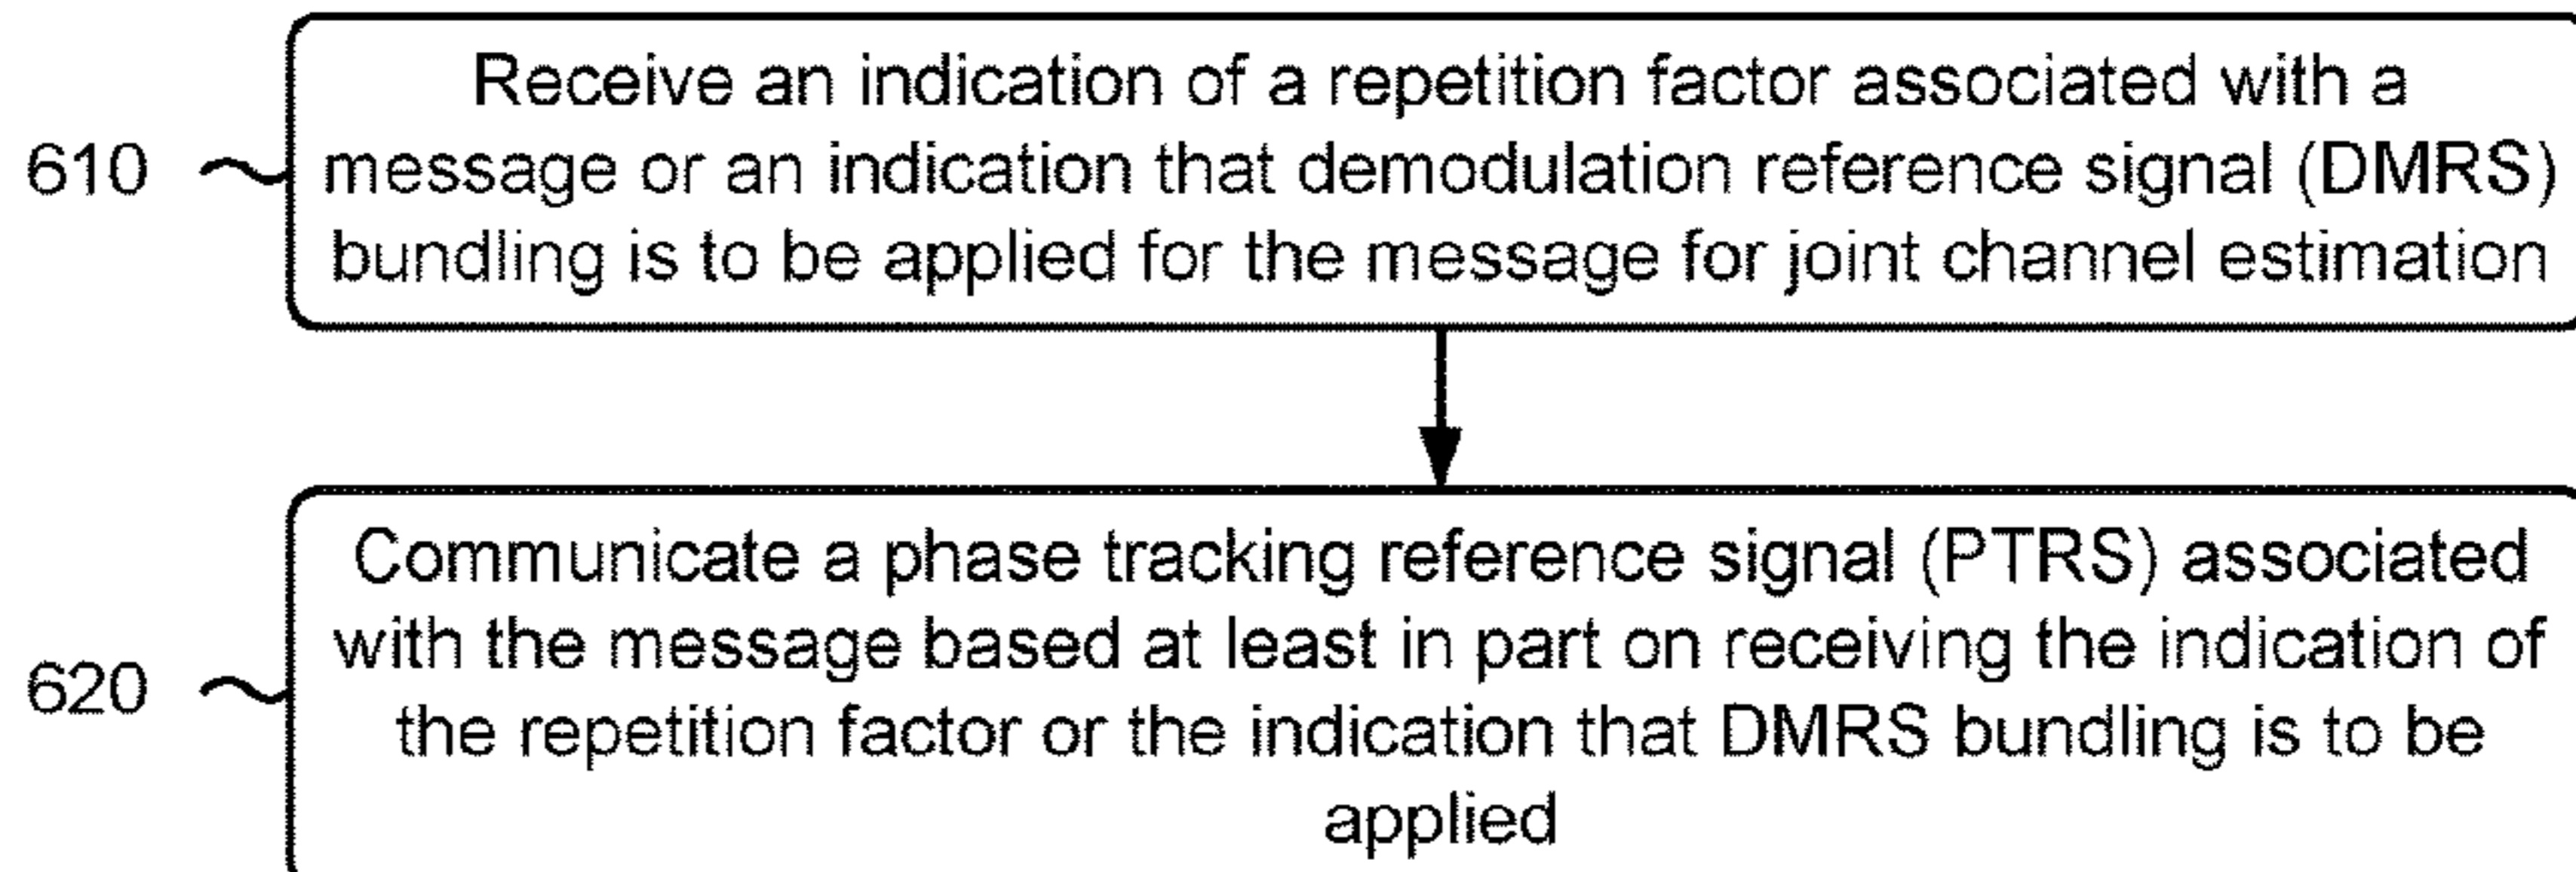 Receive an indication of a repetition factor associated with a
610 message or an indication that demodulation reference signal (DMRS)
bundling is to be applied for the message for joint channel estimation
Communicate a phase tracking reference signal (PTRS) associated
with the message based at least in part on receiving the indication of
620 the repetition factor or the indication that DMRS bundling is to be
applied